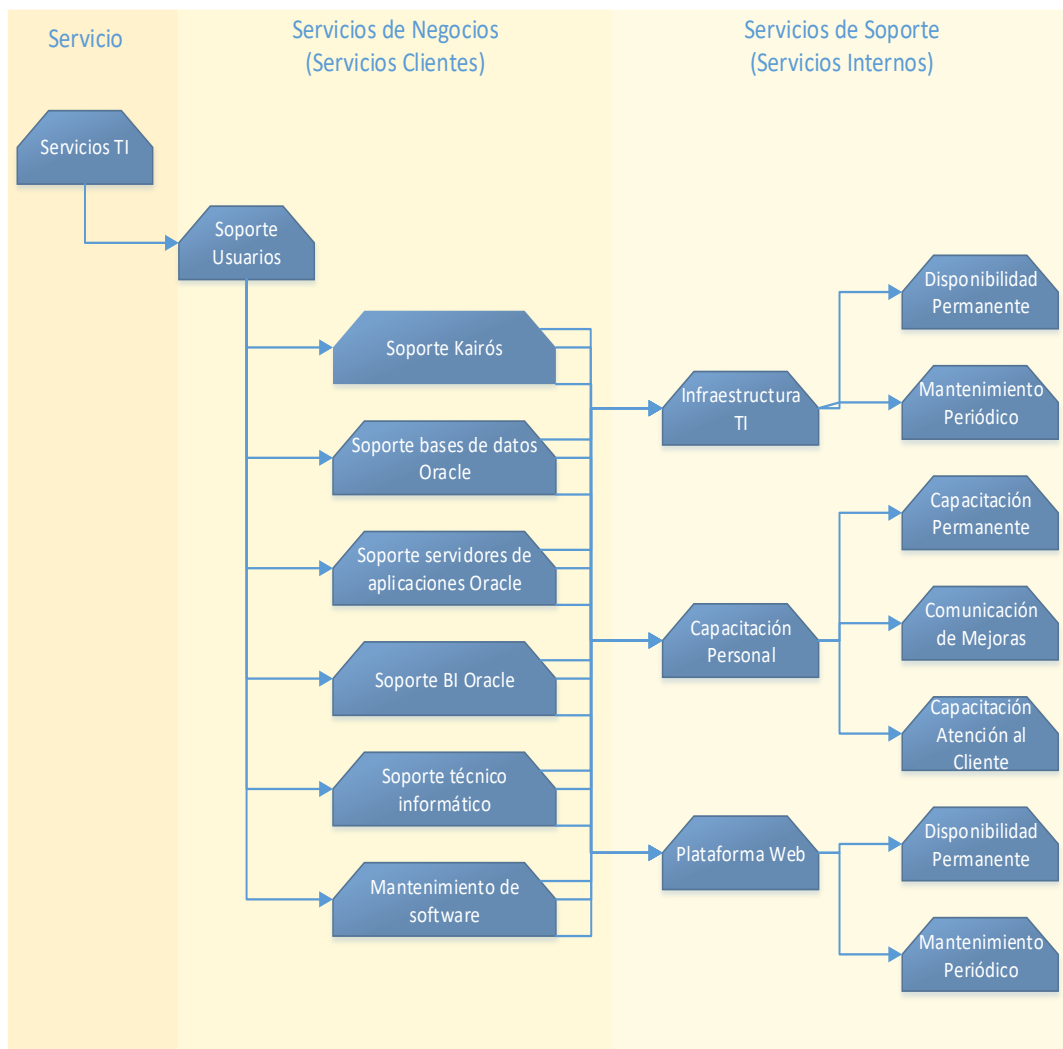 Servicio
Servicios de Negocios
(Servicios Clientes)
Servicios de Soporte
(Servicios Internos)
Servicios TI
Soporte
Usuarios
Soporte Kairós
Soporte bases de datos
Oracle
Soporte servidores de
aplicaciones Oracle
Soporte BI Oracle
Soporte técnico
informático
Mantenimiento de
software
Infraestructura
TI
Capacitación
Personal
Plataforma Web
Disponibilidad
Permanente
Mantenimiento
Periódico
Capacitación
Permanente
Comunicación
de Mejoras
Capacitación
Atención al
Cliente
Disponibilidad
Permanente
Mantenimiento
Periódico